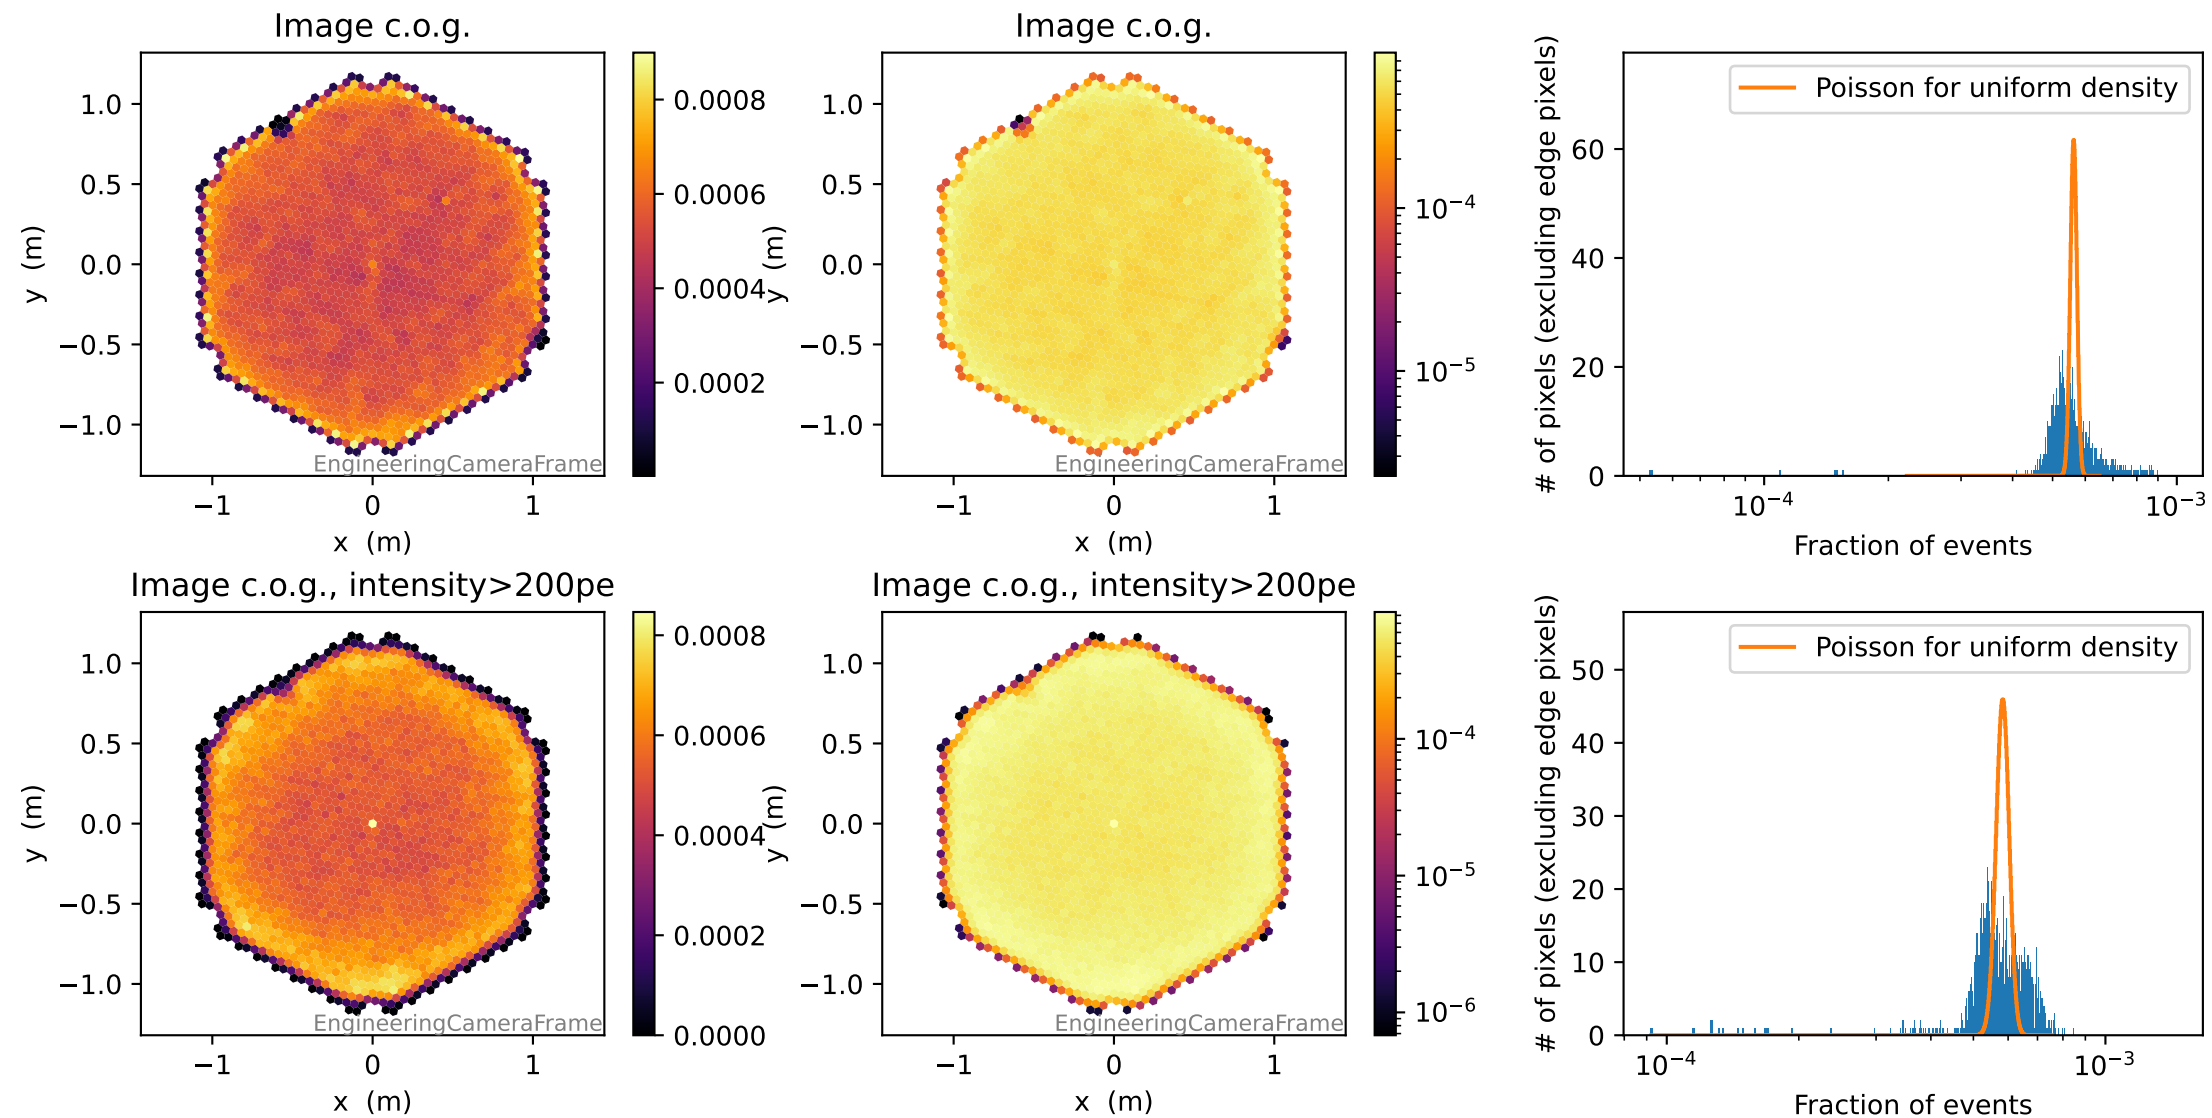 Image c.o.g.
1.0
0.5
0.0
−0.5
−1.0
y (m)
−1
0
1
x (m)
EngineeringCameraFrame
0.0008
0.0006
0.0004
0.0002
Image c.o.g.
1.0
0.5
0.0
−0.5
−1.0
y (m)
−1
0
1
x (m)
EngineeringCameraFrame
10⁻⁴
10⁻⁵
# of pixels (excluding edge pixels)
60
40
20
0
Poisson for uniform density
10⁻⁴
10⁻³
Fraction of events
Image c.o.g., intensity>200pe
1.0
0.5
0.0
−0.5
−1.0
y (m)
−1
0
1
x (m)
EngineeringCameraFrame
0.0008
0.0006
0.0004
0.0002
0.0000
Image c.o.g., intensity>200pe
1.0
0.5
0.0
−0.5
−1.0
y (m)
−1
0
1
x (m)
EngineeringCameraFrame
10⁻⁴
10⁻⁵
10⁻⁶
# of pixels (excluding edge pixels)
50
40
30
20
10
0
Poisson for uniform density
10⁻⁴
10⁻³
Fraction of events